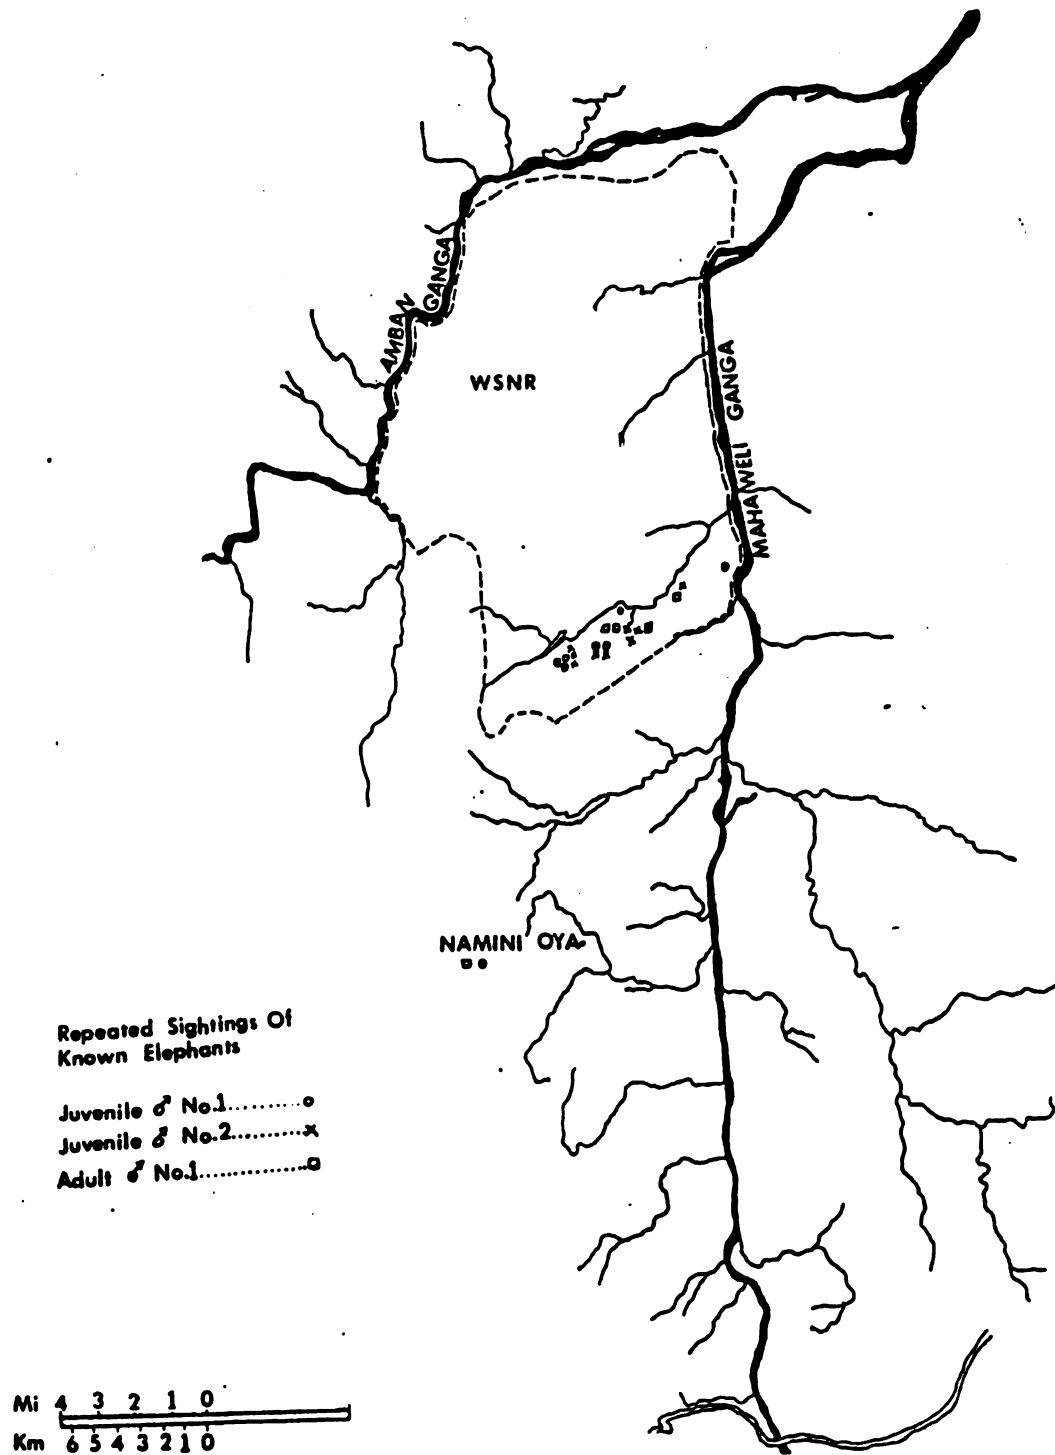 AMBAN GANGA
WSNR
MAHAWELI GANGA
NAMINI OYA
Repeated Sightings Of
Known Elephants
Juvenile ♂ No.1.........o
Juvenile ♂ No.2..........x
Adult ♂ No.1...............□
Mi 4 3 2 1 0
Km 6 5 4 3 2 1 0